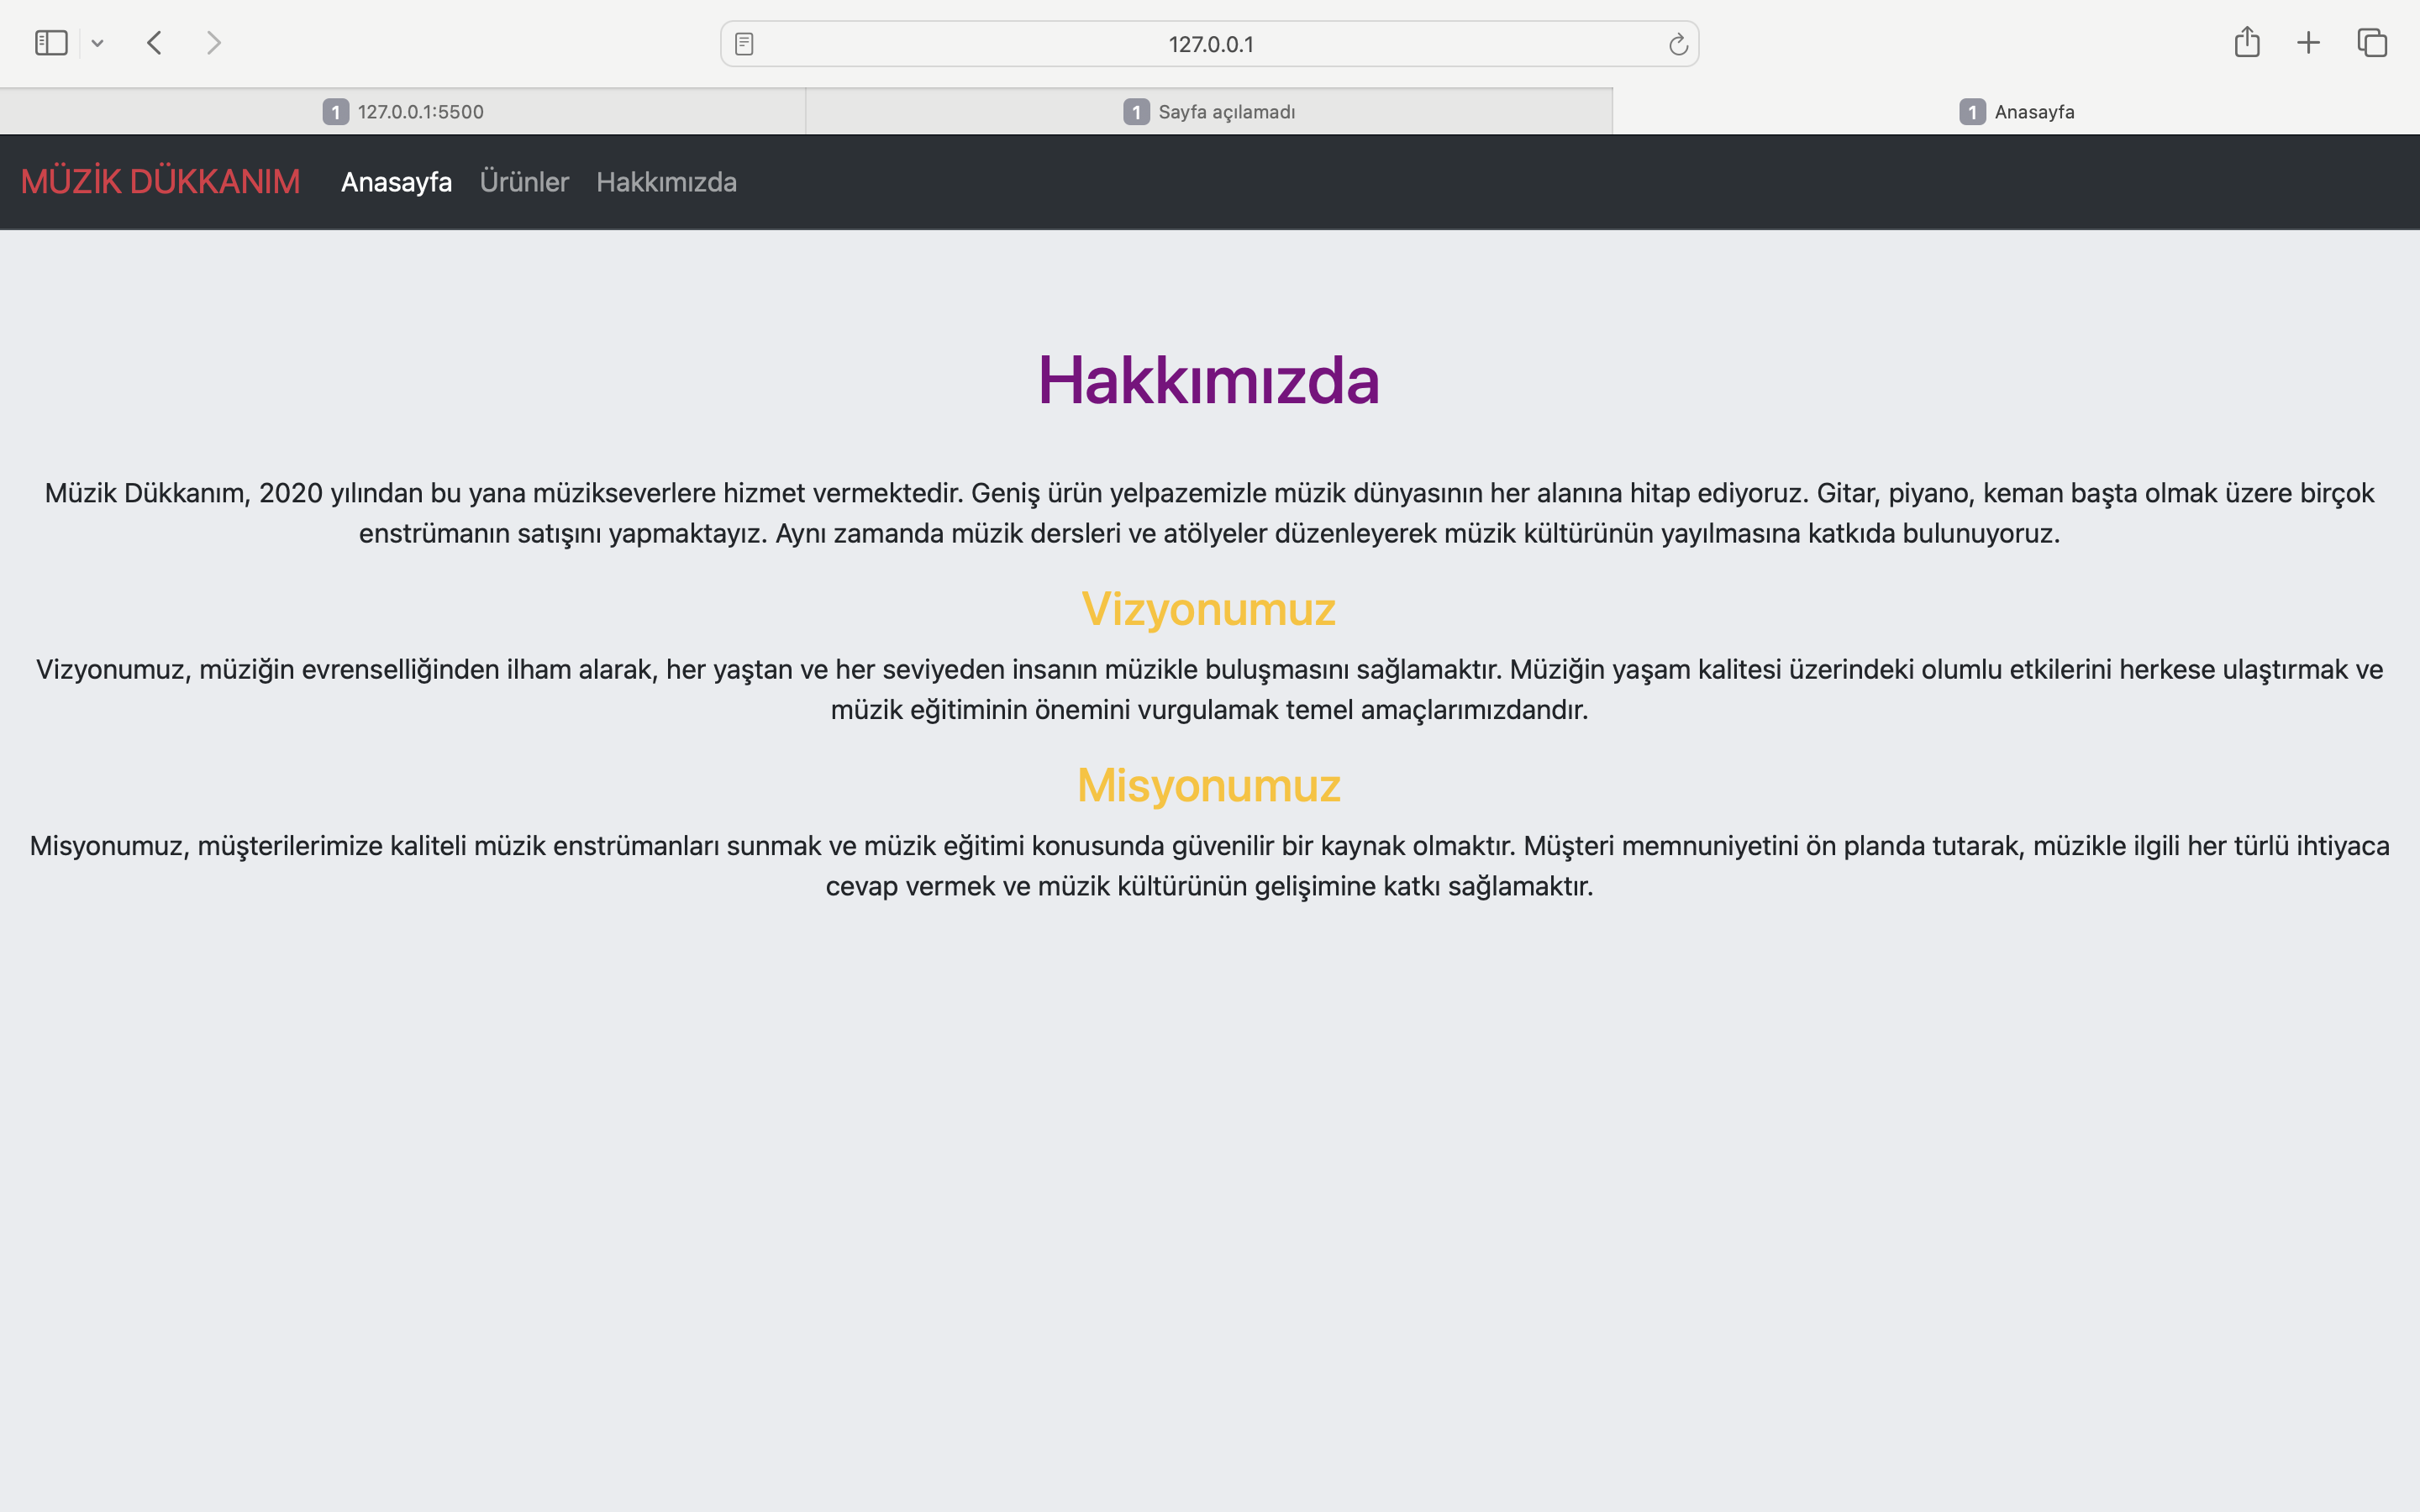 127.0.0.1
1 127.0.0.1:5500
1 Sayfa açılamadı
1 Anasayfa
MÜZİK DÜKKANIM Anasayfa Ürünler Hakkımızda
Hakkımızda
Müzik Dükkanım, 2020 yılından bu yana müzikseverlere hizmet vermektedir. Geniş ürün yelpazemizle müzik dünyasının her alanına hitap ediyoruz. Gitar, piyano, keman başta olmak üzere birçok
enstrümanın satışını yapmaktayız. Aynı zamanda müzik dersleri ve atölyeler düzenleyerek müzik kültürünün yayılmasına katkıda bulunuyoruz.
Vizyonumuz
Vizyonumuz, müziğin evrenselliğinden ilham alarak, her yaştan ve her seviyeden insanın müzikle buluşmasını sağlamaktır. Müziğin yaşam kalitesi üzerindeki olumlu etkilerini herkese ulaştırmak ve
müzik eğitiminin önemini vurgulamak temel amaçlarımızdandır.
Misyonumuz
Misyonumuz, müşterilerimize kaliteli müzik enstrümanları sunmak ve müzik eğitimi konusunda güvenilir bir kaynak olmaktır. Müşteri memnuniyetini ön planda tutarak, müzikle ilgili her türlü ihtiyaca
cevap vermek ve müzik kültürünün gelişimine katkı sağlamaktır.